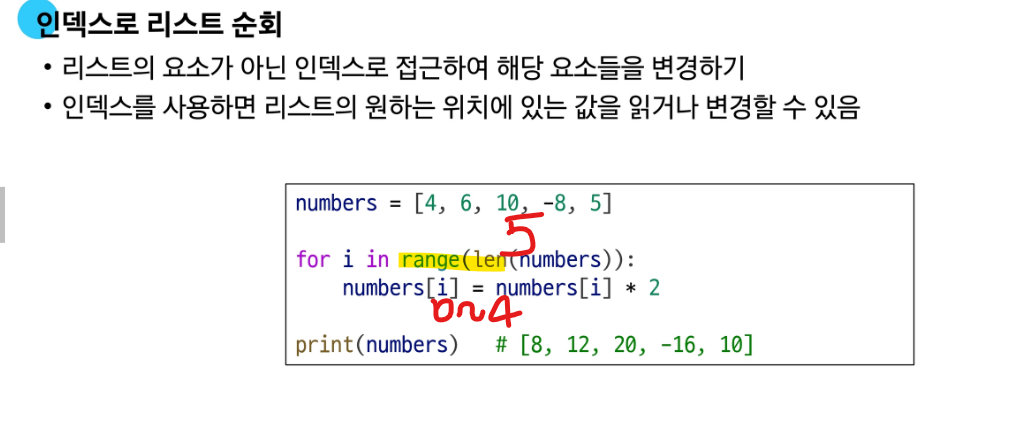 인덱스로 리스트 순회
• 리스트의 요소가 아닌 인덱스로 접근하여 해당 요소들을 변경하기
• 인덱스를 사용하면 리스트의 원하는 위치에 있는 값을 읽거나 변경할 수 있음
numbers = [4, 6, 10, -8, 5]
5
for i in range(len(numbers)):
    numbers[i] = numbers[i] * 2
0~4
print(numbers)   # [8, 12, 20, -16, 10]